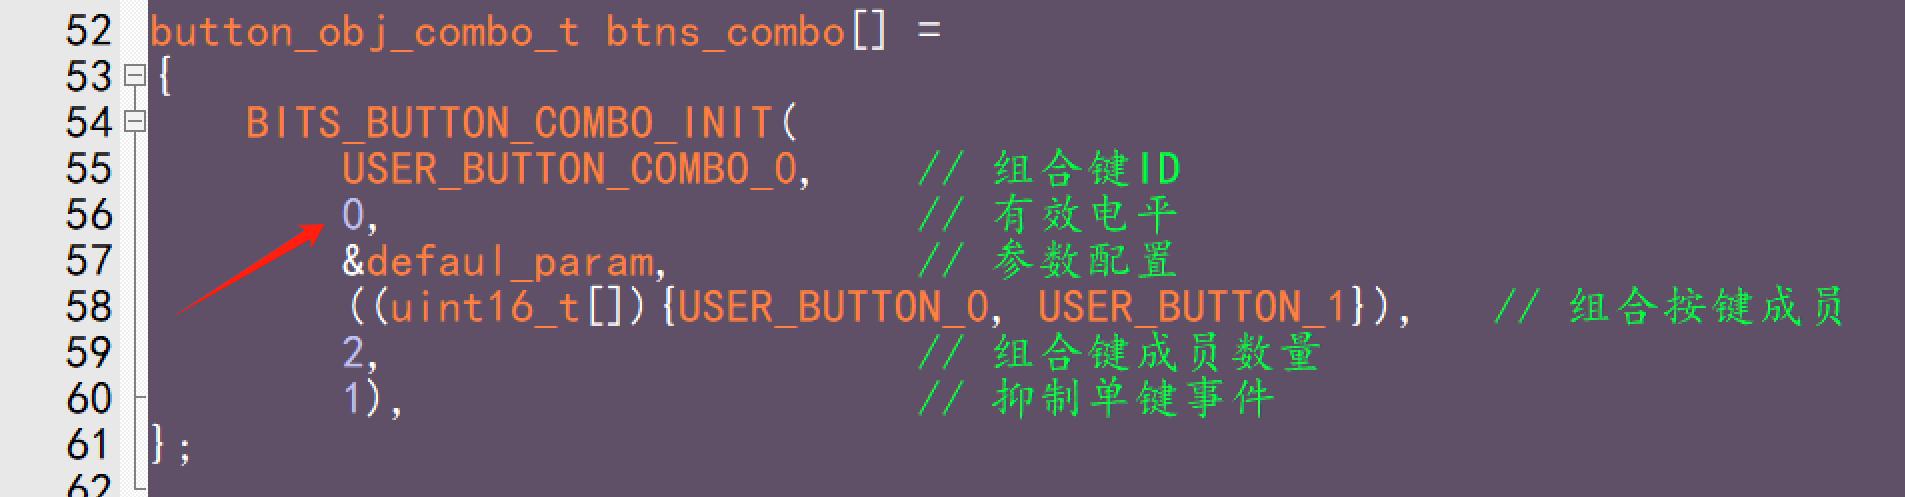 52 button_obj_combo_t btns_combo[] =
53 {
54 BITS_BUTTON_COMBO_INIT(
55 USER_BUTTON_COMBO_0, // 组合键ID
56 0, // 有效电平
57 &defaul_param, // 参数配置
58 ((uint16_t[]){USER_BUTTON_0, USER_BUTTON_1}), // 组合按键成员
59 2, // 组合键成员数量
60 1), // 抑制单键事件
61 };
62